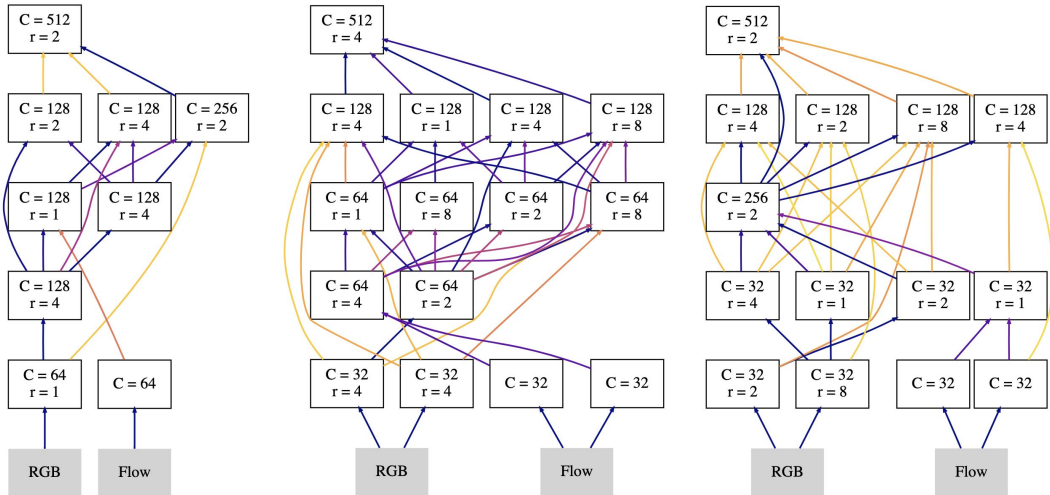 C = 512
r = 2
C = 128
r = 2
C = 128
r = 4
C = 256
r = 2
C = 128
r = 1
C = 128
r = 4
C = 128
r = 4
C = 64
r = 1
C = 64
RGB
Flow
C = 512
r = 4
C = 128
r = 4
C = 128
r = 1
C = 128
r = 4
C = 128
r = 8
C = 64
r = 1
C = 64
r = 8
C = 64
r = 2
C = 64
r = 8
C = 64
r = 4
C = 64
r = 2
C = 32
r = 4
C = 32
r = 4
C = 32
C = 32
RGB
Flow
C = 512
r = 2
C = 128
r = 4
C = 128
r = 2
C = 128
r = 8
C = 128
r = 4
C = 256
r = 2
C = 32
r = 4
C = 32
r = 1
C = 32
r = 2
C = 32
r = 1
C = 32
r = 2
C = 32
r = 8
C = 32
C = 32
RGB
Flow